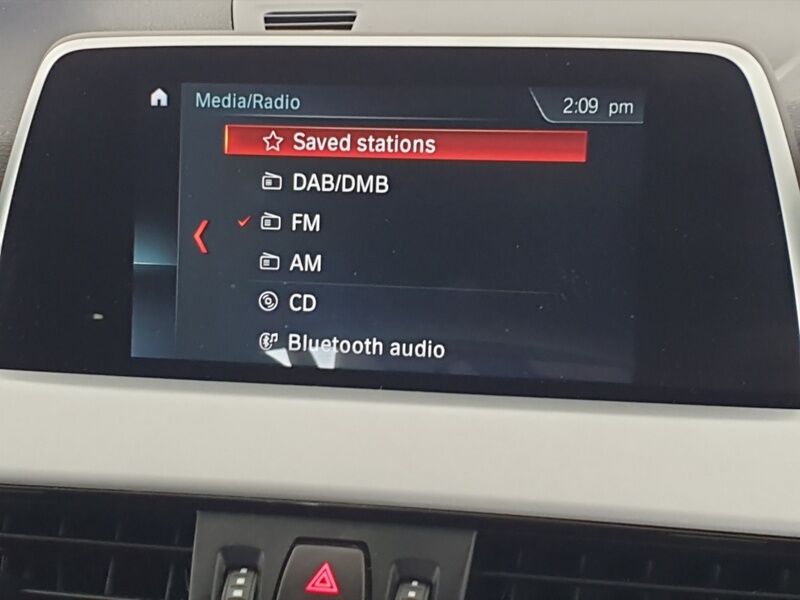 Media/Radio
2:09 pm
Saved stations
DAB/DMB
FM
AM
CD
Bluetooth audio